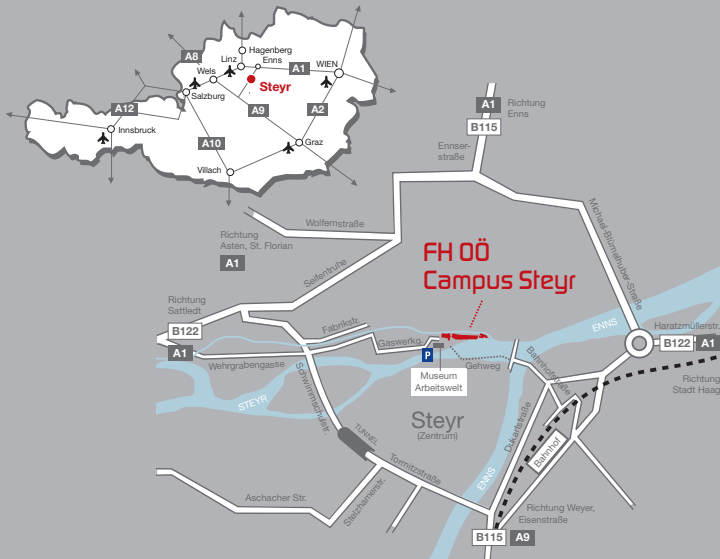 A8
Hagenberg
Linz
Enns
Wels
A1
WIEN
Steyr
Salzburg
A12
A9
A2
Innsbruck
A10
Graz
Villach
A1
Richtung
Enns
B115
Ennser-
straße
Michael-Blümelhuber-Straße
Wolfernstraße
Richtung
Asten, St. Florian
A1
Seifentruhe
FH OÖ
Campus Steyr
Richtung
Sattledt
B122
A1
Fabrikstr.
Gaswerkg.
Wehrgrabengasse
ENNS
Haratzmüllerstr.
B122
A1
Richtung
Stadt Haag
P
Museum
Arbeitswelt
Gehweg
Bahnhofstraße
STEYR
Schwimmschulstr.
Steyr
(Zentrum)
Dukartstraße
TUNNEL
Bahnhof
Tomitzstraße
ENNS
Aschacher Str.
Stelzhamerstr.
Richtung Weyer,
Eisenstraße
B115
A9